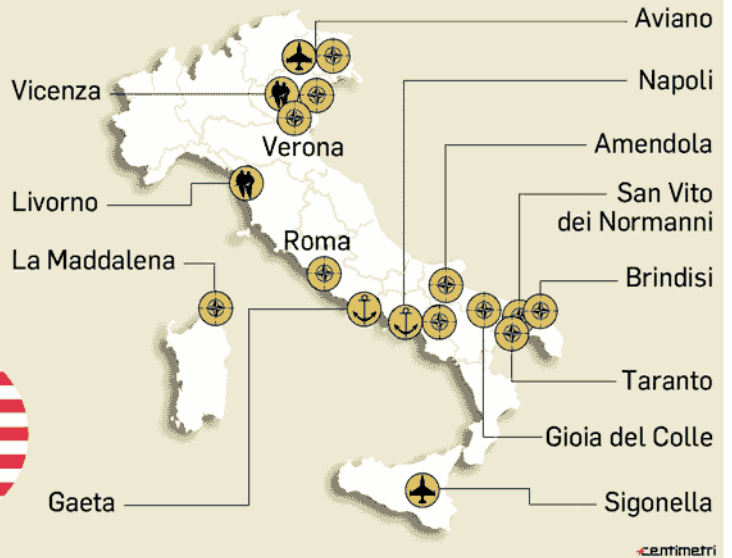 Aviano
Vicenza
Napoli
Verona
Amendola
Livorno
San Vito
dei Normanni
Roma
La Maddalena
Brindisi
Taranto
Gioia del Colle
Gaeta
Sigonella
centimetri